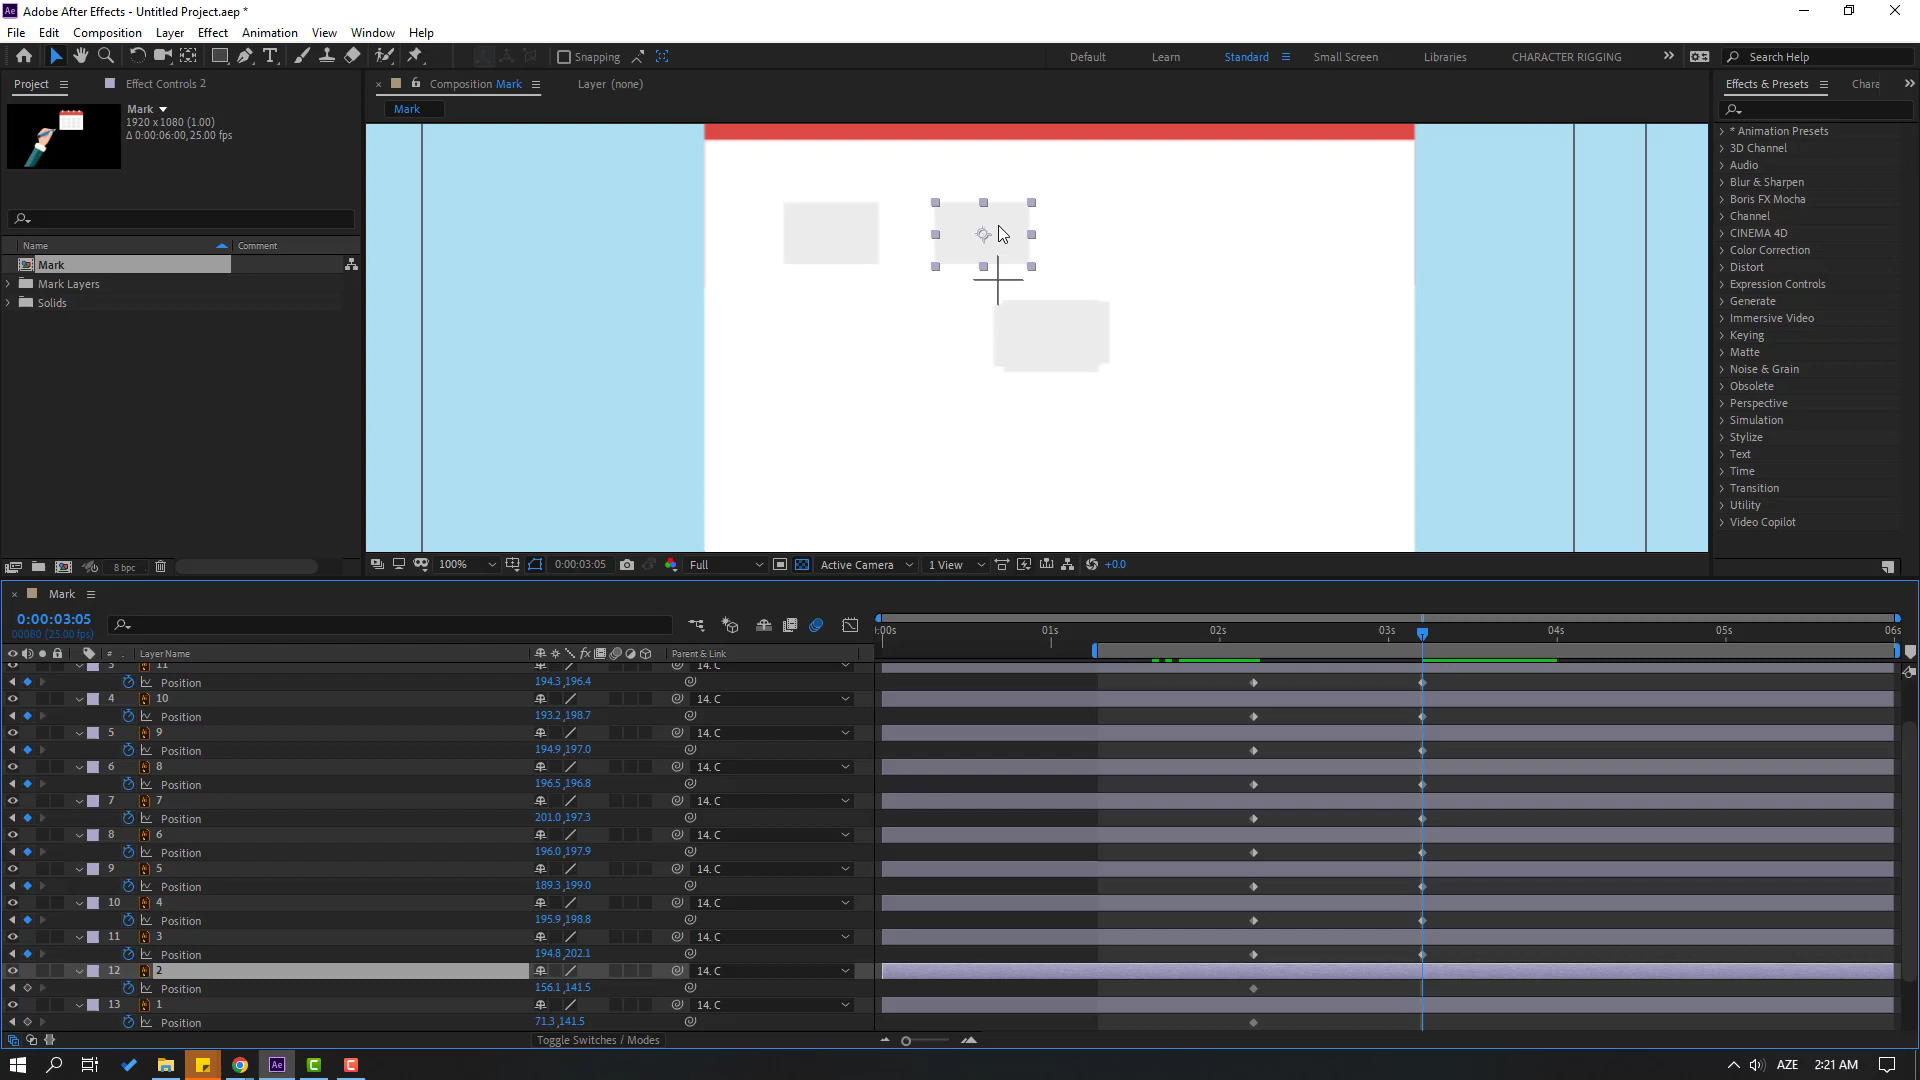 Adobe After Effects - Untitled Project.aep *
File Edit Composition Layer Effect Animation View Window Help
Snapping Default Learn Standard Small Screen Libraries CHARACTER RIGGING Search Help
Project Effect Controls 2 Composition Mark Layer (none) Effects & Presets Chara
Mark
1920 x 1080 (1.00)
Δ 0:00:06:00, 25.00 fps
Mark
Name Comment
Mark
Mark Layers
Solids
* Animation Presets
3D Channel
Audio
Blur & Sharpen
Boris FX Mocha
Channel
CINEMA 4D
Color Correction
Distort
Expression Controls
Generate
Immersive Video
Keying
Matte
Noise & Grain
Obsolete
Perspective
Simulation
Stylize
Text
Time
Transition
Utility
Video Copilot
8 bpc 100% 0:00:03:05 Full Active Camera 1 View +0.0
Mark
0:00:03:05
00080 (25.00 fps)
:00s 01s 02s 03s 04s 05s 06s
# Layer Name Parent & Link
3 11 14. C
Position 194.3,196.4
4 10 14. C
Position 193.2,198.7
5 9 14. C
Position 194.9,197.0
6 8 14. C
Position 196.5,196.8
7 7 14. C
Position 201.0,197.3
8 6 14. C
Position 196.0,197.9
9 5 14. C
Position 189.3,199.0
10 4 14. C
Position 195.9,198.8
11 3 14. C
Position 194.8,202.1
12 2 14. C
Position 156.1,141.5
13 1 14. C
Position 71.3,141.5
Toggle Switches / Modes
AZE 2:21 AM